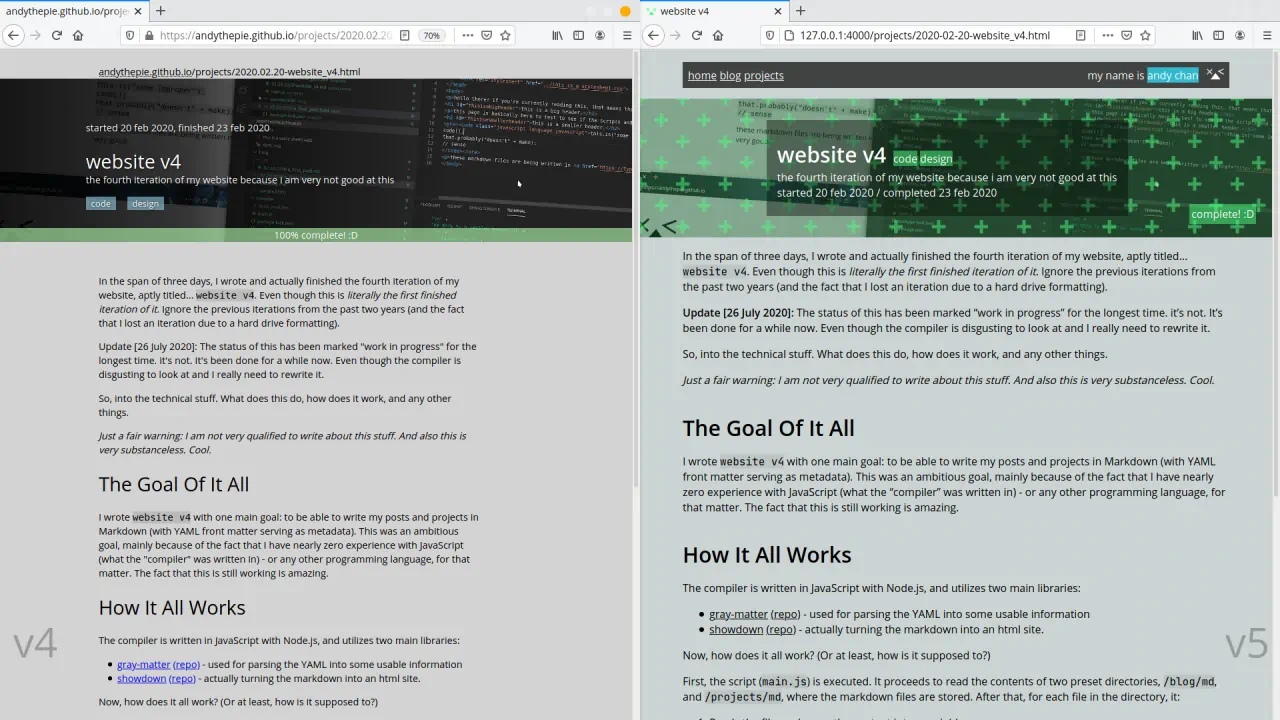 andythepie.github.io/proje
https://andythepie.github.io/projects/2020.02.20
70%
andythepie.github.io/projects/2020.02.20-website_v4.html
started 20 feb 2020, finished 23 feb 2020
website v4
the fourth iteration of my website because i am very not good at this
code design
100% complete! :D
In the span of three days, I wrote and actually finished the fourth iteration of my
website, aptly titled... website v4. Even though this is literally the first finished
iteration of it. Ignore the previous iterations from the past two years (and the fact
that I lost an iteration due to a hard drive formatting).
Update [26 July 2020]: The status of this has been marked "work in progress" for the
longest time. It's not. It's been done for a while now. Even though the compiler is
disgusting to look at and I really need to rewrite it.
So, into the technical stuff. What does this do, how does it work, and any other
things.
Just a fair warning: I am not very qualified to write about this stuff. And also this is
very substanceless. Cool.
The Goal Of It All
I wrote website v4 with one main goal: to be able to write my posts and projects in
Markdown (with YAML front matter serving as metadata). This was an ambitious
goal, mainly because of the fact that I have nearly zero experience with JavaScript
(what the "compiler" was written in) - or any other programming language, for that
matter. The fact that this is still working is amazing.
How It All Works
The compiler is written in JavaScript with Node.js, and utilizes two main libraries:
• gray-matter (repo) - used for parsing the YAML into some usable information
• showdown (repo) - actually turning the markdown into an html site.
Now, how does it all work? (Or at least, how is it supposed to?)
v4
website v4
127.0.0.1:4000/projects/2020-02-20-website_v4.html
home blog projects
my name is andy chan
website v4 code design
the fourth iteration of my website because i am very not good at this
started 20 feb 2020 / completed 23 feb 2020
complete! :D
In the span of three days, I wrote and actually finished the fourth iteration of my website, aptly titled…
website v4. Even though this is literally the first finished iteration of it. Ignore the previous iterations from
the past two years (and the fact that I lost an iteration due to a hard drive formatting).
Update [26 July 2020]: The status of this has been marked “work in progress” for the longest time. it’s not. It’s
been done for a while now. Even though the compiler is disgusting to look at and I really need to rewrite it.
So, into the technical stuff. What does this do, how does it work, and any other things.
Just a fair warning: I am not very qualified to write about this stuff. And also this is very substanceless. Cool.
The Goal Of It All
I wrote website v4 with one main goal: to be able to write my posts and projects in Markdown (with YAML
front matter serving as metadata). This was an ambitious goal, mainly because of the fact that I have nearly
zero experience with JavaScript (what the “compiler” was written in) - or any other programming language, for
that matter. The fact that this is still working is amazing.
How It All Works
The compiler is written in JavaScript with Node.js, and utilizes two main libraries:
• gray-matter (repo) - used for parsing the YAML into some usable information
• showdown (repo) - actually turning the markdown into an html site.
Now, how does it all work? (Or at least, how is it supposed to?)
First, the script (main.js) is executed. It proceeds to read the contents of two preset directories, /blog/md,
and /projects/md, where the markdown files are stored. After that, for each file in the directory, it:
v5